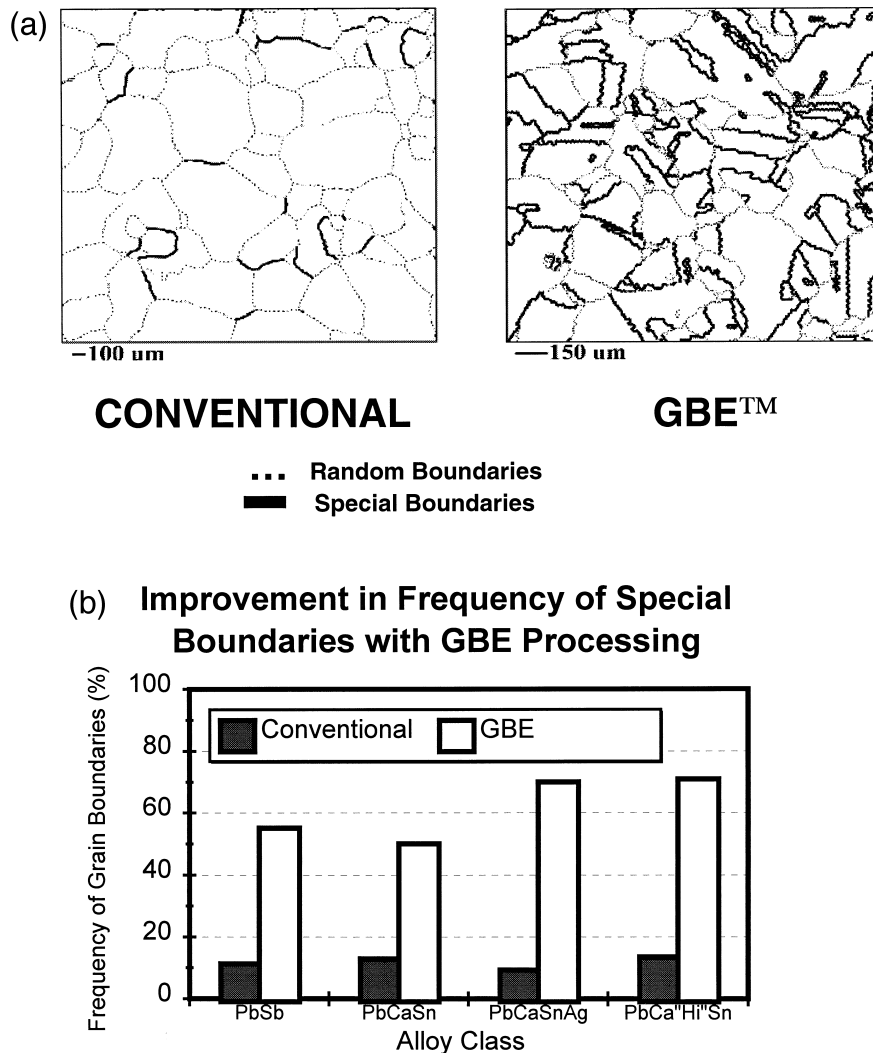 (a)
–100 um
—150 um
CONVENTIONAL
GBE™
... Random Boundaries
Special Boundaries
(b) Improvement in Frequency of Special
Boundaries with GBE Processing
Frequency of Grain Boundaries (%)
100
80
60
40
20
0
Conventional
GBE
PbSb
PbCaSn
PbCaSnAg
PbCa"Hi"Sn
Alloy Class